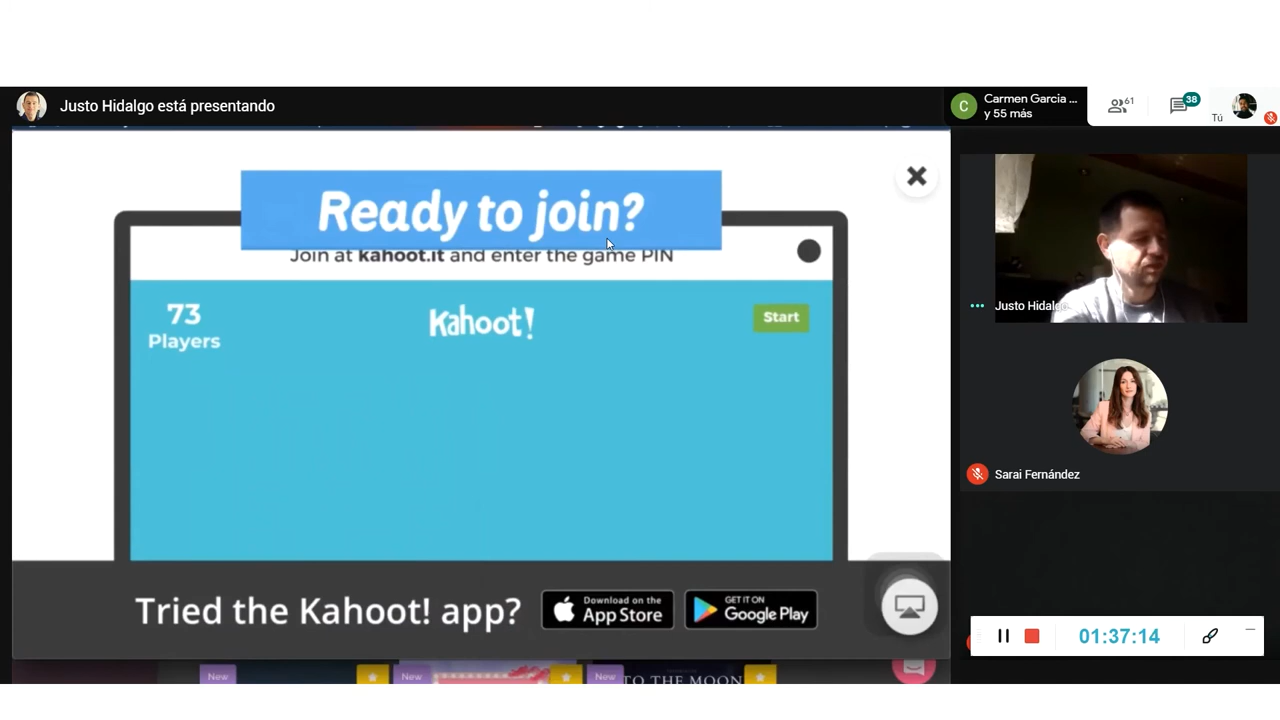 Justo Hidalgo está presentando
C
Carmen Garcia ...
y 55 más
61
38
Tú
Ready to join?
Join at kahoot.it and enter the game PIN
73
Players
Kahoot!
Start
Justo Hidalgo
Sarai Fernández
Tried the Kahoot! app?
Download on the
App Store
GET IT ON
Google Play
01:37:14
New
New
New
TO THE MOON